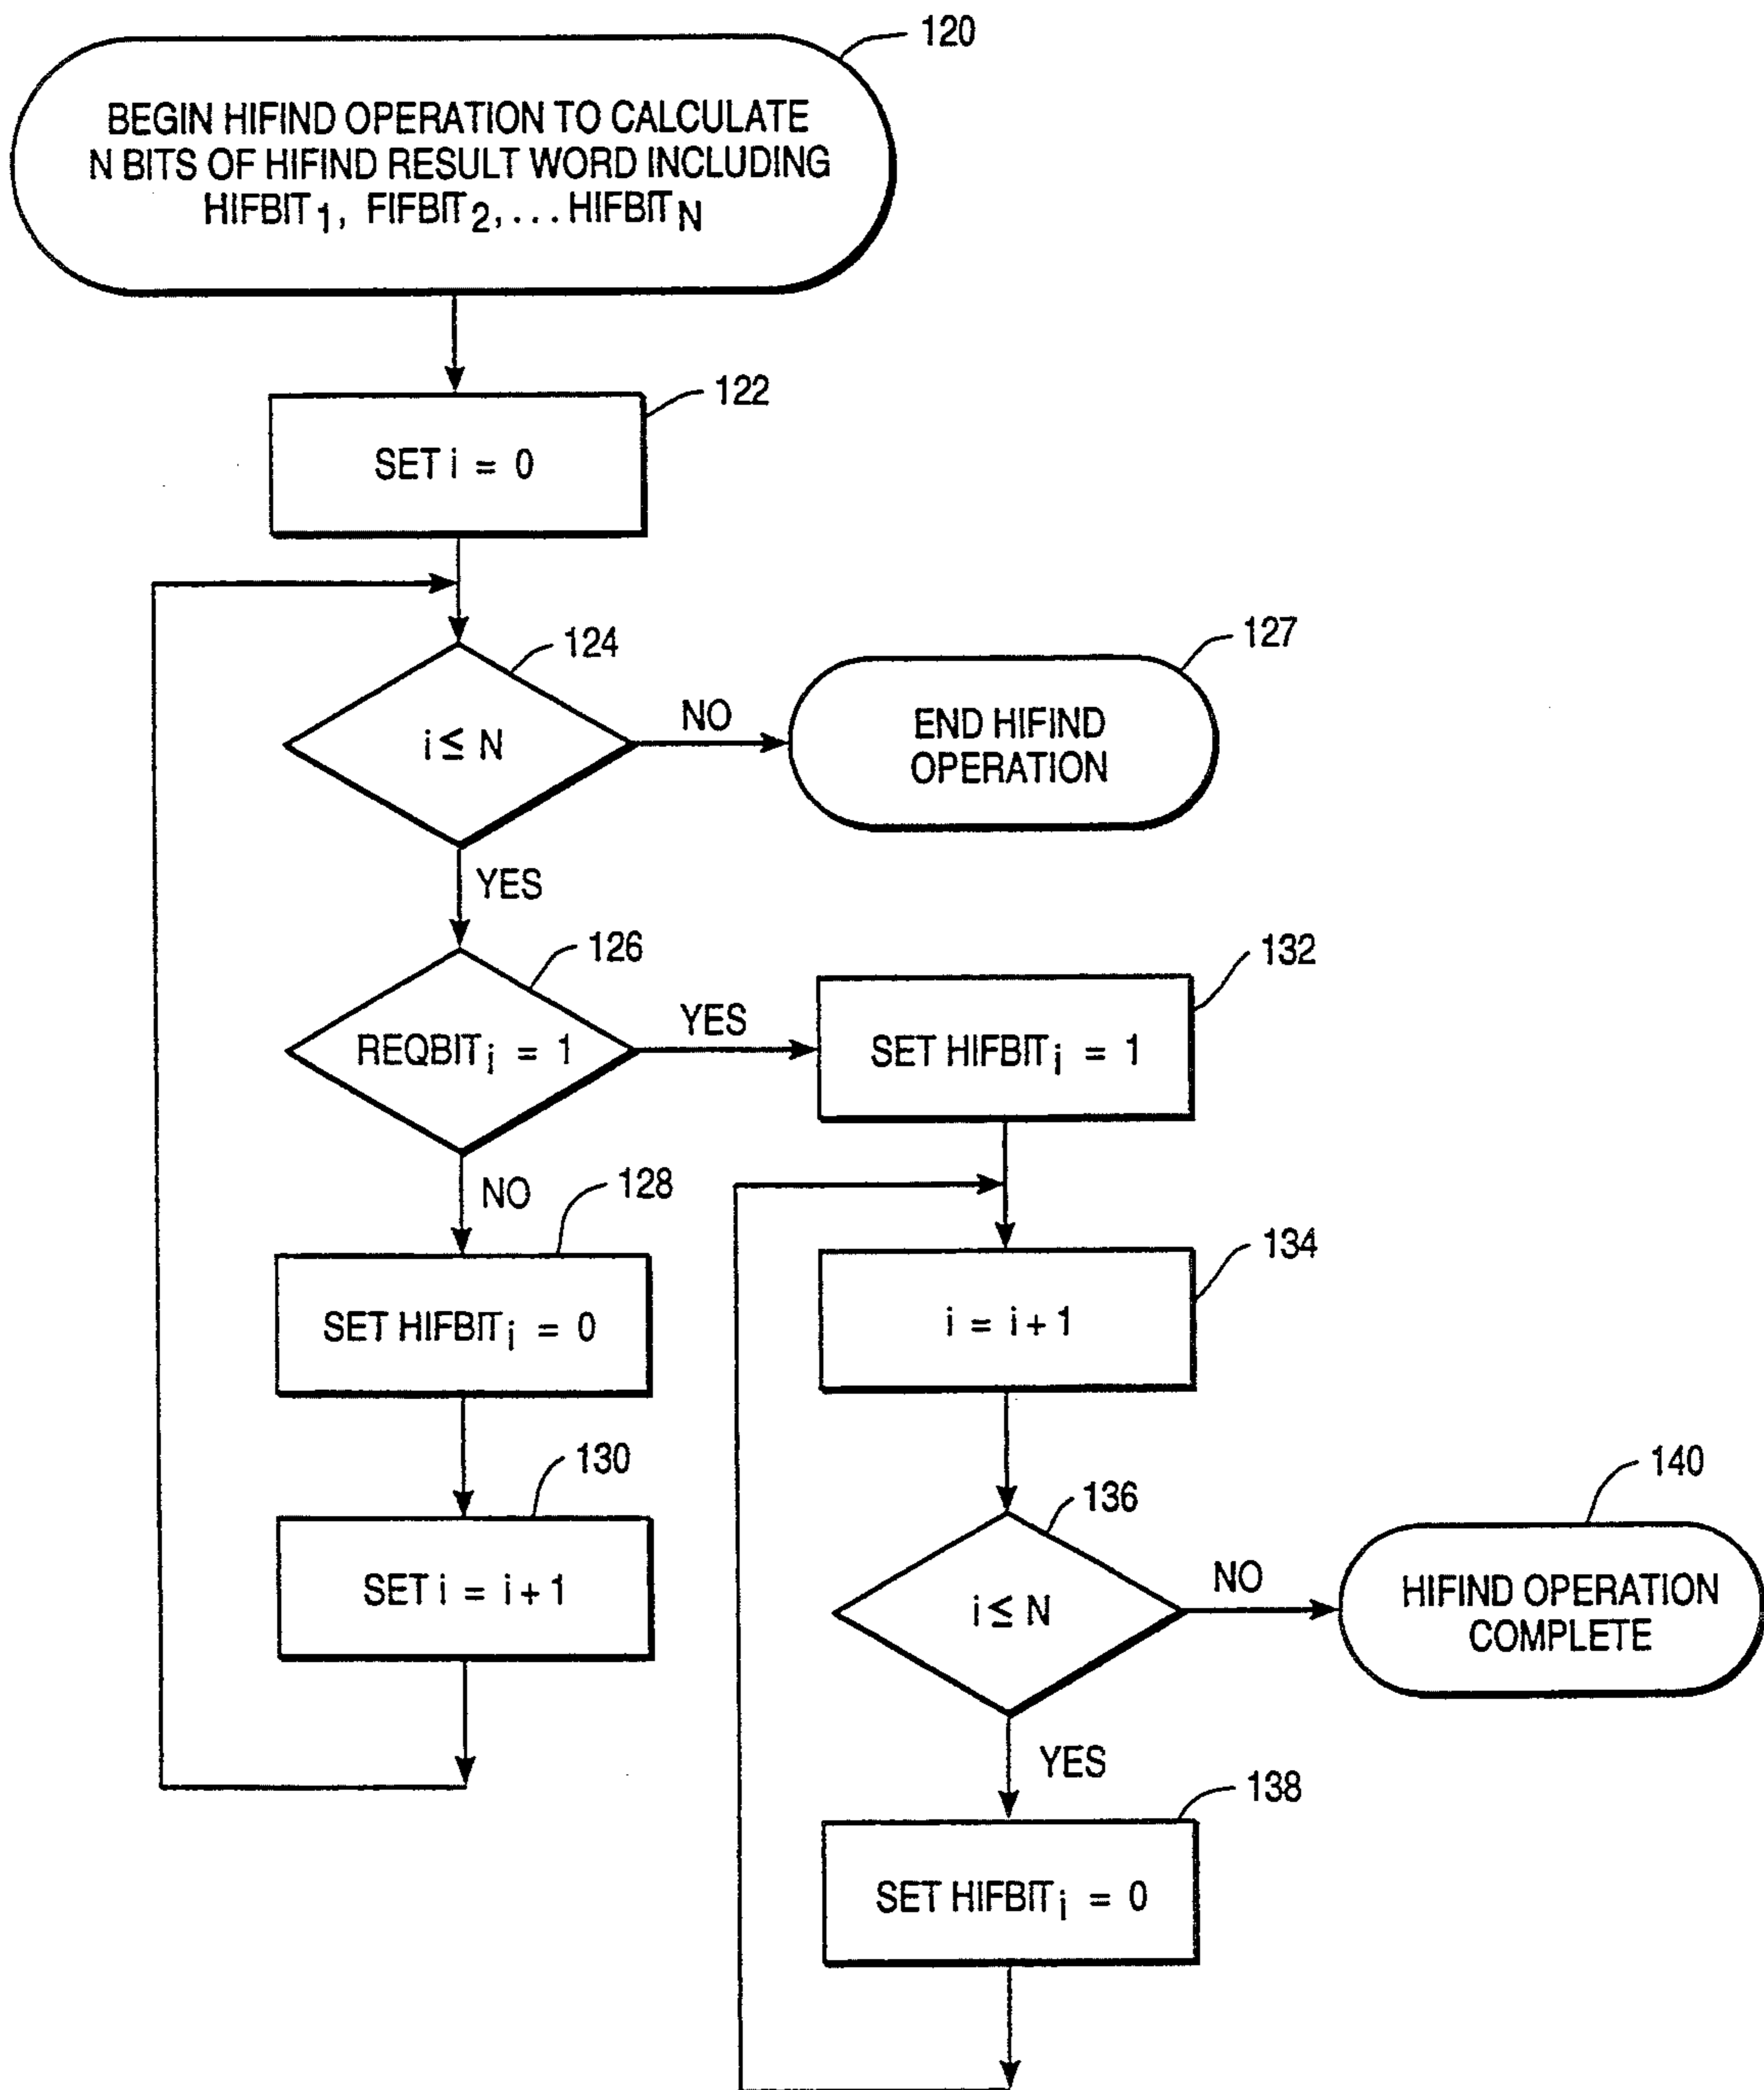 120
BEGIN HIFIND OPERATION TO CALCULATE
N BITS OF HIFIND RESULT WORD INCLUDING
HIFBIT1, FIFBIT2, ... HIFBITN
122
SET i = 0
124
i ≤ N
NO
127
END HIFIND
OPERATION
YES
126
REQBITi = 1
YES
132
SET HIFBITi = 1
NO
128
SET HIFBITi = 0
134
i = i + 1
130
SET i = i + 1
136
i ≤ N
NO
140
HIFIND OPERATION
COMPLETE
YES
138
SET HIFBITi = 0